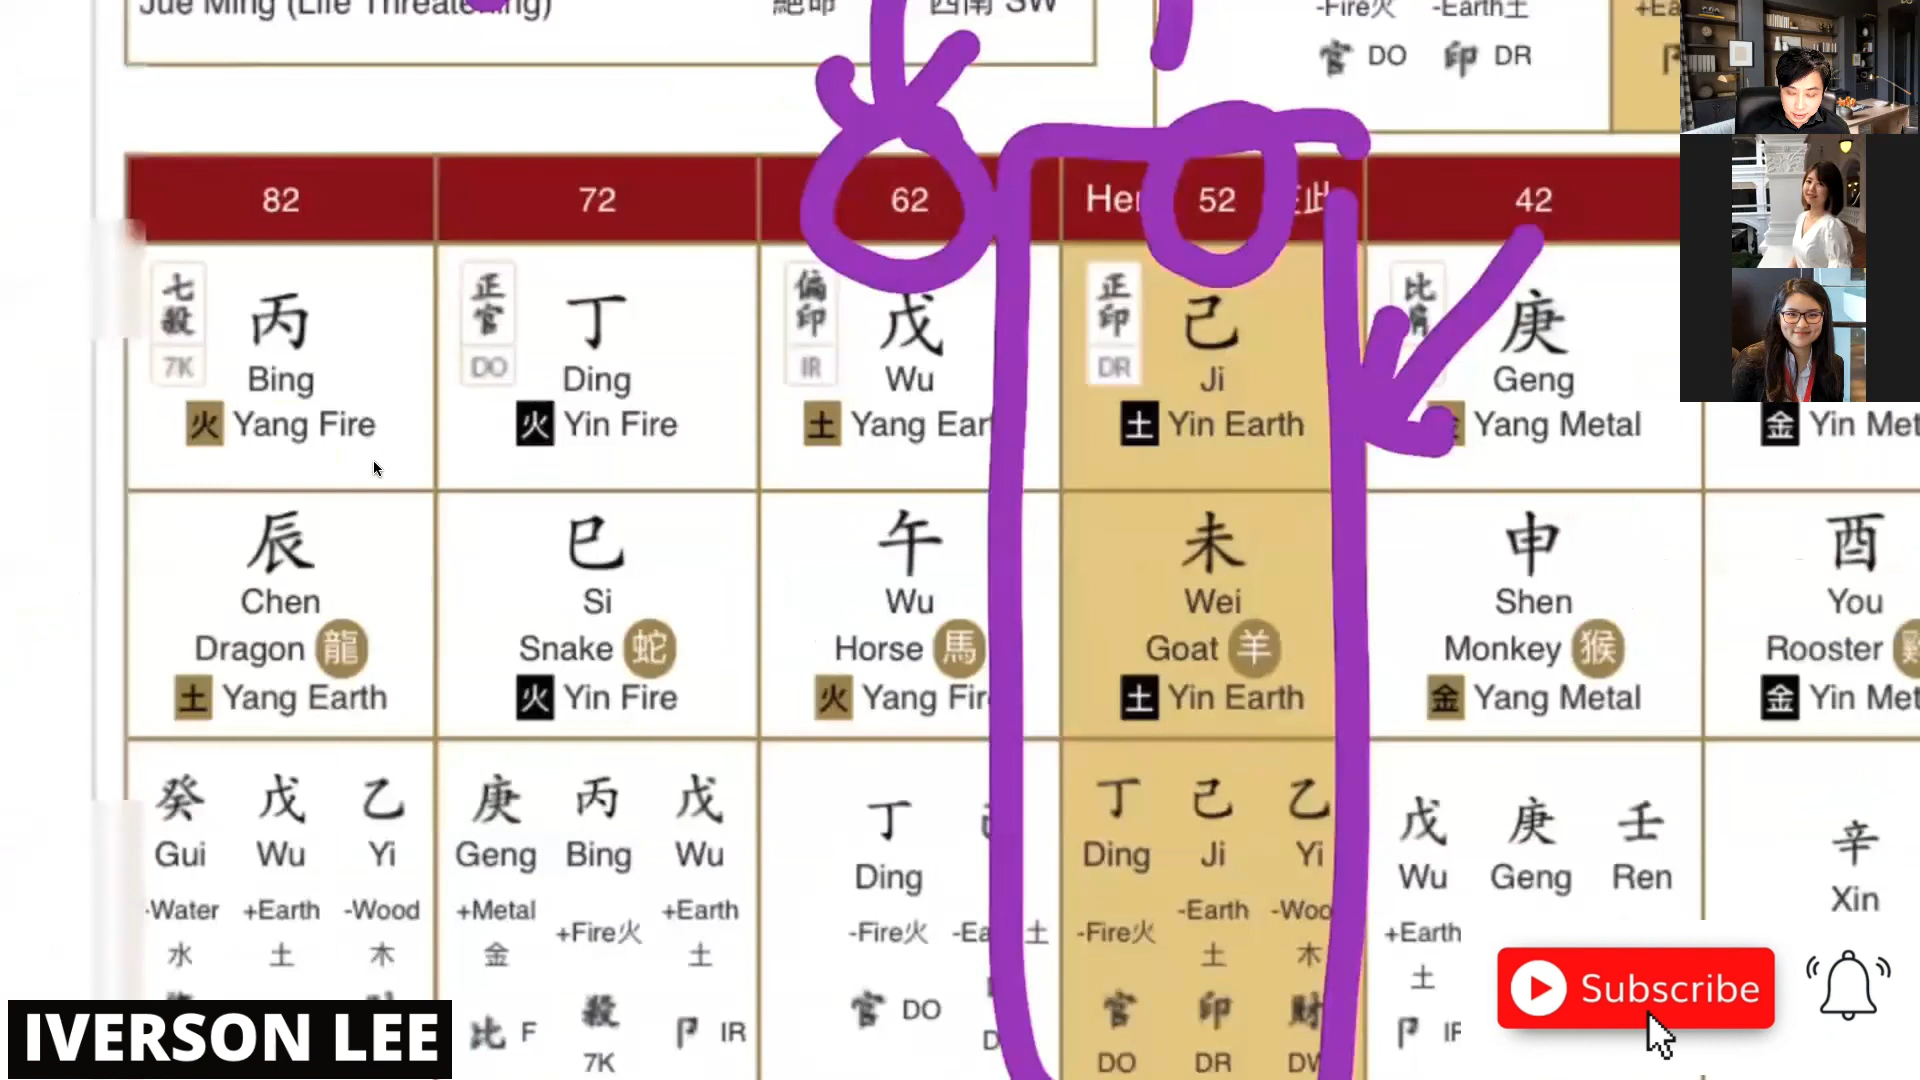 Jue Ming (Life Threatening) 絕命 西南 SW
-Fire火 -Earth土
官 DO 印 DR
82 72 62 52 在此 42
七殺 7K
丙
Bing
火 Yang Fire
正官 DO
丁
Ding
火 Yin Fire
偏印 IR
戊
Wu
土 Yang Ear
正印 DR
己
Ji
土 Yin Earth
比
庚
Geng
Yang Metal
金 Yin Met
辰
Chen
Dragon 龍
土 Yang Earth
巳
Si
Snake 蛇
火 Yin Fire
午
Wu
Horse 馬
火 Yang Fir
未
Wei
Goat 羊
土 Yin Earth
申
Shen
Monkey 猴
金 Yang Metal
酉
You
Rooster
金 Yin Met
癸 戊 乙
Gui Wu Yi
-Water +Earth -Wood
水 土 木
庚 丙 戊
Geng Bing Wu
+Metal +Fire火 +Earth
金 土
比 F 殺 7K IR
丁
Ding
-Fire火 -Ea 土
官 DO
丁 己 乙
Ding Ji Yi
-Fire火 -Earth -Woo
土 木
官 印 財
DO DR DW
戊 庚 壬
Wu Geng Ren
+Earth
土
辛
Xin
IVERSON LEE
Subscribe